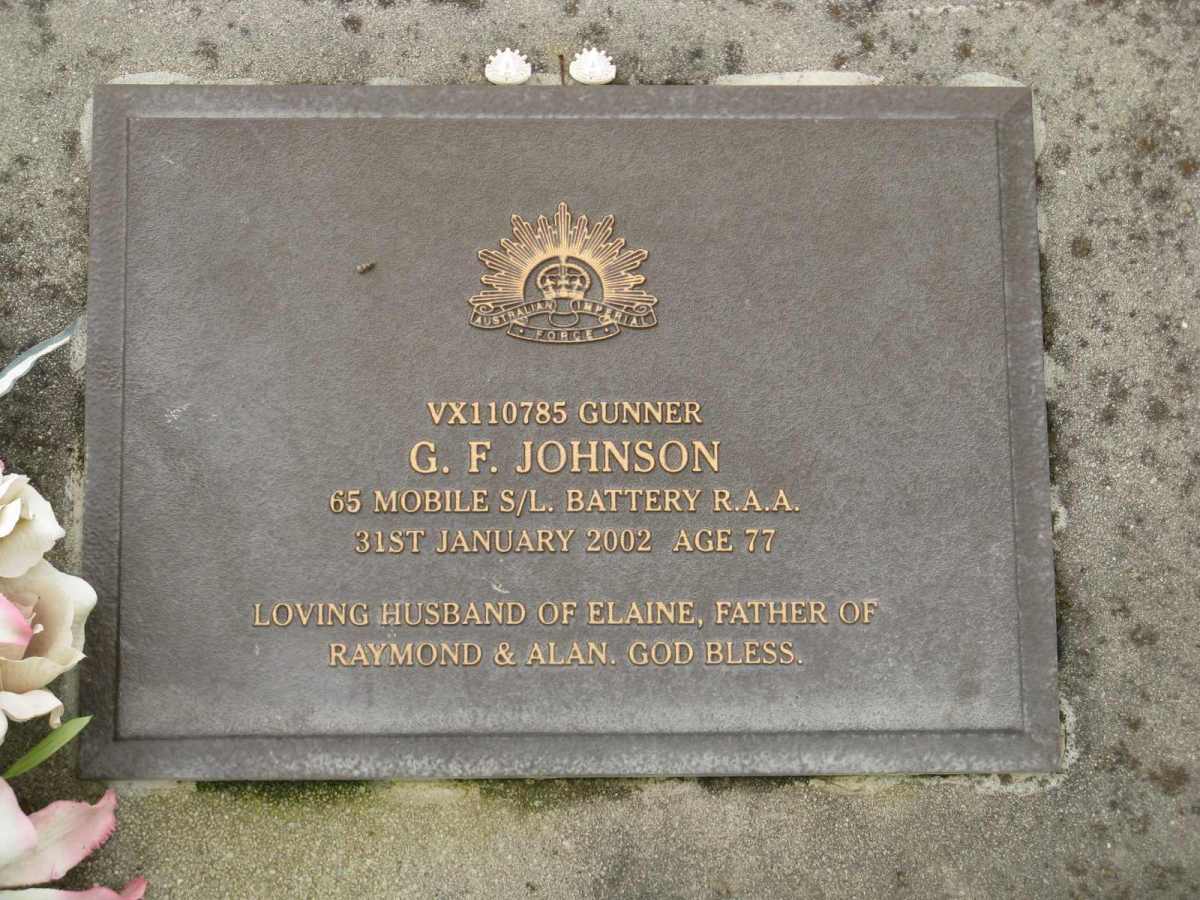 AUSTRALIAN IMPERIAL
FORCE
VX110785 GUNNER
G. F. JOHNSON
65 MOBILE S/L. BATTERY R.A.A.
31ST JANUARY 2002 AGE 77
LOVING HUSBAND OF ELAINE, FATHER OF
RAYMOND & ALAN. GOD BLESS.